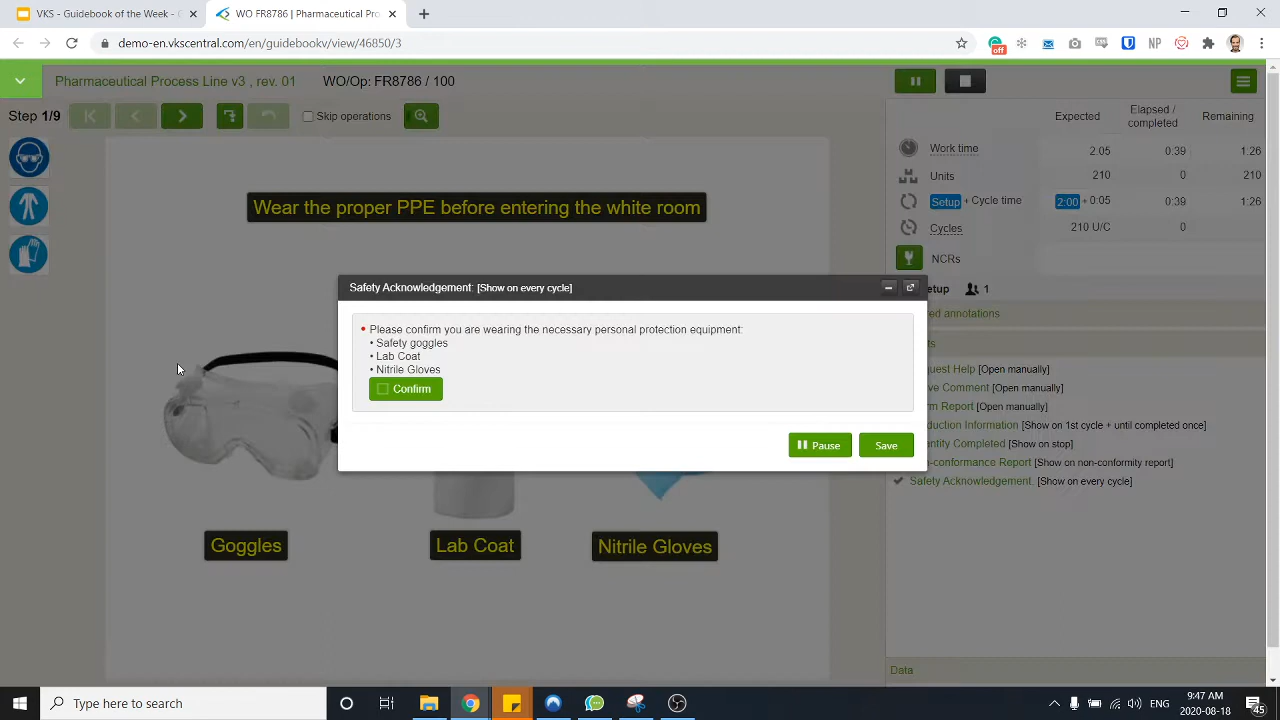 VKS - Guidebook of the Week - G
WO FR8786 | Pharmaceutical Pro
demo-en.vkscentral.com/en/guidebookv/view/46850/3
off
NP
Pharmaceutical Process Line v3 , rev. 01
WO/Op: FR8786 / 100
Step 1/9
Skip operations
Expected
Elapsed / completed
Remaining
Work time 2.05 0:39 1:26
Units 210 0 210
Setup + Cycle time 2:00 + 0:05 0:39 1:26
Cycles 210 U/C 0
NCRs
Wear the proper PPE before entering the white room
Safety Acknowledgement: [Show on every cycle]
• Please confirm you are wearing the necessary personal protection equipment:
• Safety goggles
• Lab Coat
• Nitrile Gloves
Confirm
Pause
Save
etup 1
ed annotations
ts
quest Help [Open manually]
ve Comment [Open manually]
rm Report [Open manually]
duction Information [Show on 1st cycle + until completed once]
antity Completed [Show on stop]
n-conformance Report [Show on non-conformity report]
Safety Acknowledgement. [Show on every cycle]
Goggles
Lab Coat
Nitrile Gloves
Data
Type here to search
ENG
9:47 AM
2020-08-18
45